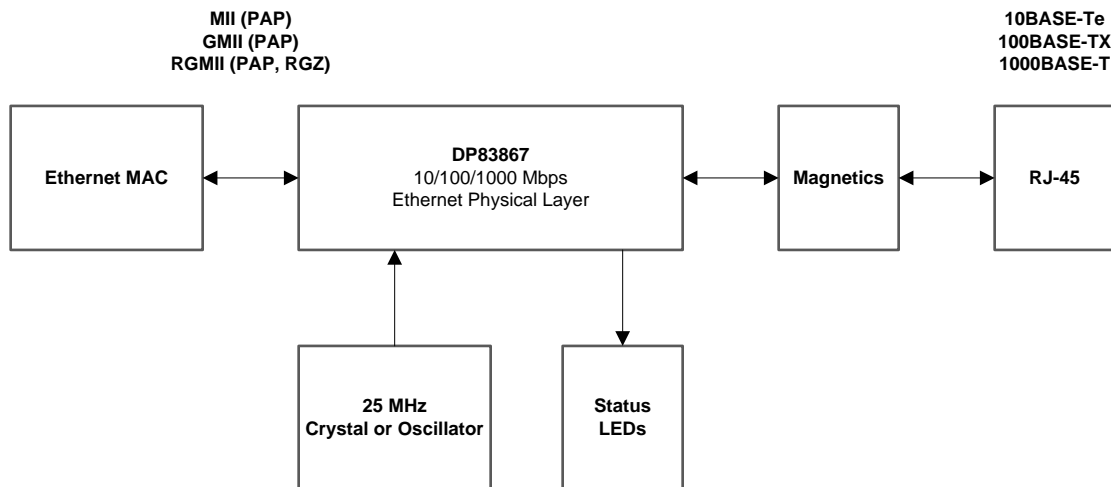 MII (PAP)
GMII (PAP)
RGMII (PAP, RGZ)
10BASE-Te
100BASE-TX
1000BASE-T
Ethernet MAC
DP83867
10/100/1000 Mbps
Ethernet Physical Layer
Magnetics
RJ-45
25 MHz
Crystal or Oscillator
Status
LEDs